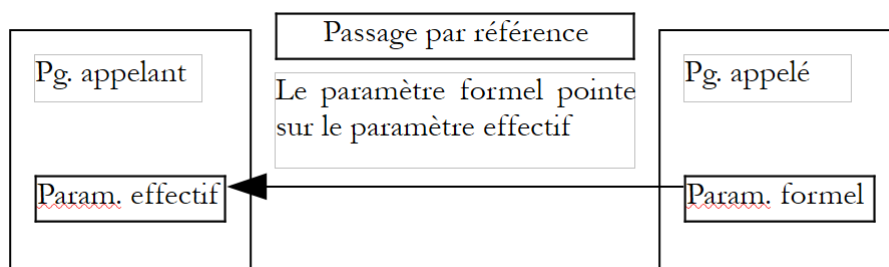 Passage par référence
Pg. appelant
Le paramètre formel pointe
sur le paramètre effectif
Pg. appelé
Param. effectif
Param. formel